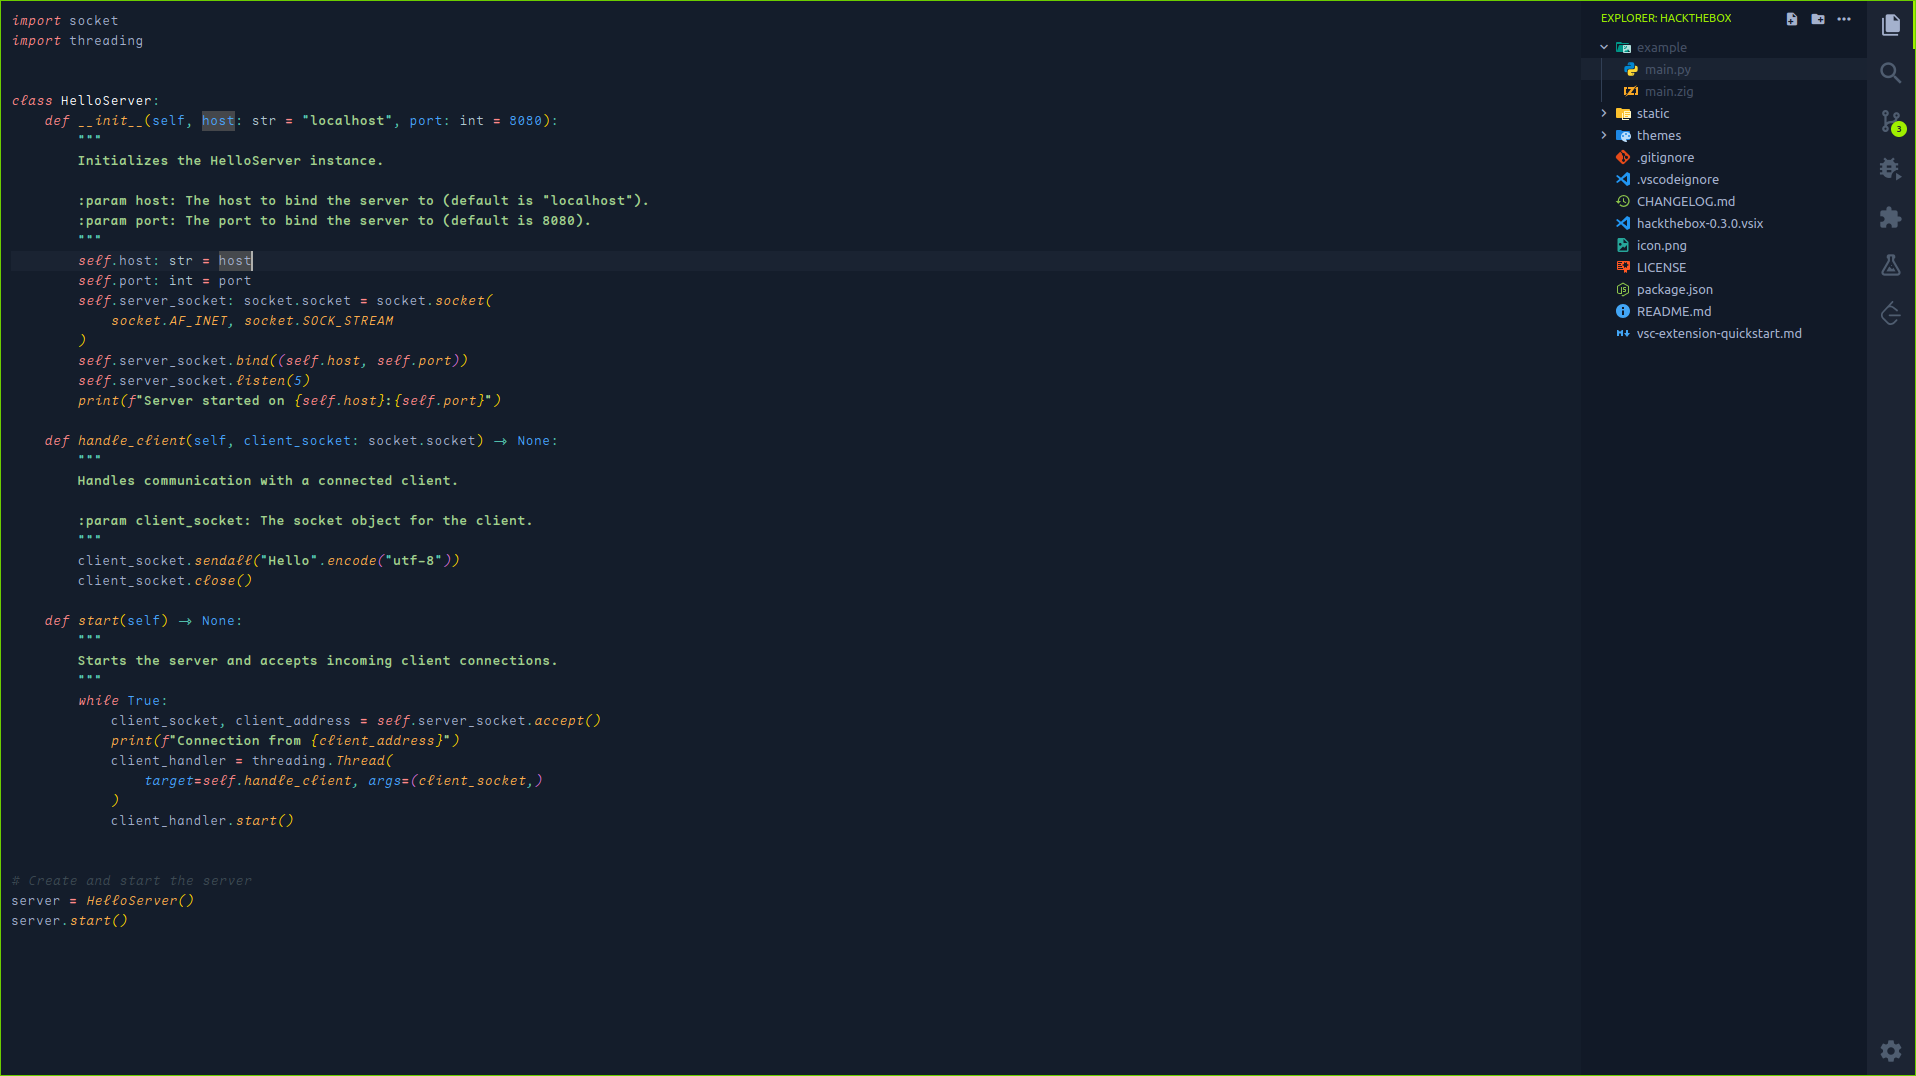 import socket
import threading
class HelloServer:
    def __init__(self, host: str = "localhost", port: int = 8080):
        """
        Initializes the HelloServer instance.
        :param host: The host to bind the server to (default is "localhost").
        :param port: The port to bind the server to (default is 8080).
        """
        self.host: str = host
        self.port: int = port
        self.server_socket: socket.socket = socket.socket(
            socket.AF_INET, socket.SOCK_STREAM
        )
        self.server_socket.bind((self.host, self.port))
        self.server_socket.listen(5)
        print(f"Server started on {self.host}:{self.port}")
    def handle_client(self, client_socket: socket.socket) -> None:
        """
        Handles communication with a connected client.
        :param client_socket: The socket object for the client.
        """
        client_socket.sendall("Hello".encode("utf-8"))
        client_socket.close()
    def start(self) -> None:
        """
        Starts the server and accepts incoming client connections.
        """
        while True:
            client_socket, client_address = self.server_socket.accept()
            print(f"Connection from {client_address}")
            client_handler = threading.Thread(
                target=self.handle_client, args=(client_socket,)
            )
            client_handler.start()
# Create and start the server
server = HelloServer()
server.start()
EXPLORER: HACKTHEBOX
example
main.py
main.zig
static
themes
.gitignore
.vscodeignore
CHANGELOG.md
hackthebox-0.3.0.vsix
icon.png
LICENSE
package.json
README.md
vsc-extension-quickstart.md
3